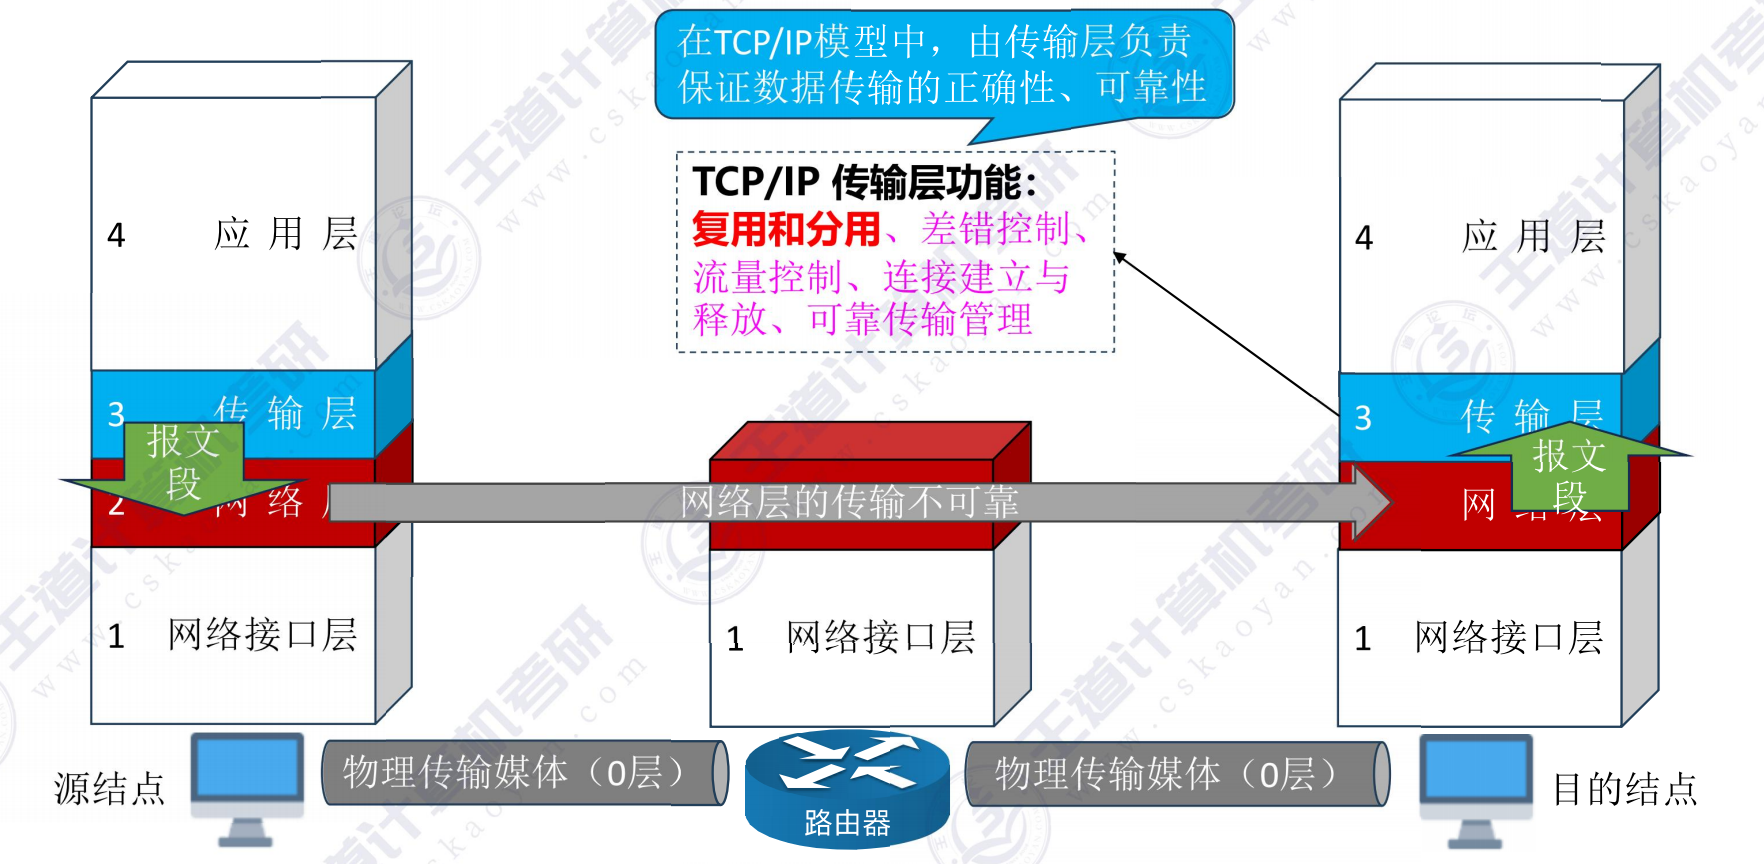 在TCP/IP模型中，由传输层负责
保证数据传输的正确性、可靠性
TCP/IP 传输层功能：
复用和分用、差错控制、
流量控制、连接建立与
释放、可靠传输管理
4 应用层
4 应用层
3 传输层
3 传输层
报文
段
报文
段
2 网络层
网络层的传输不可靠
网络层
1 网络接口层
1 网络接口层
1 网络接口层
源结点
物理传输媒体（0层）
路由器
物理传输媒体（0层）
目的结点
王道计算机考研
www.cskaoyan.com